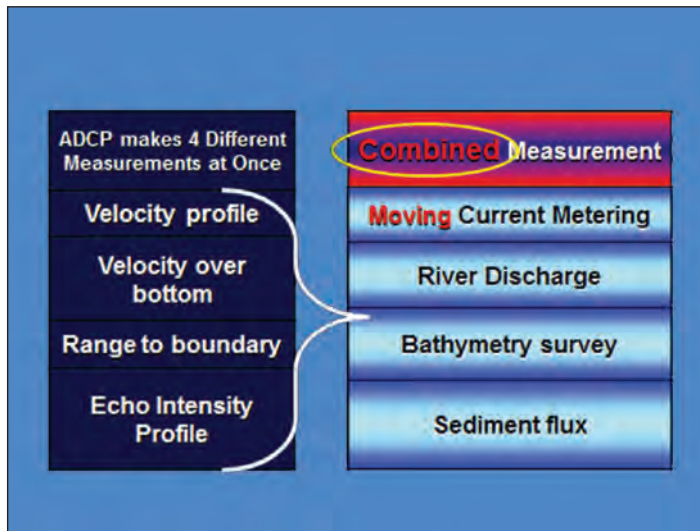 ADCP makes 4 Different
Measurements at Once
Velocity profile
Velocity over
bottom
Range to boundary
Echo Intensity
Profile
Combined Measurement
Moving Current Metering
River Discharge
Bathymetry survey
Sediment flux